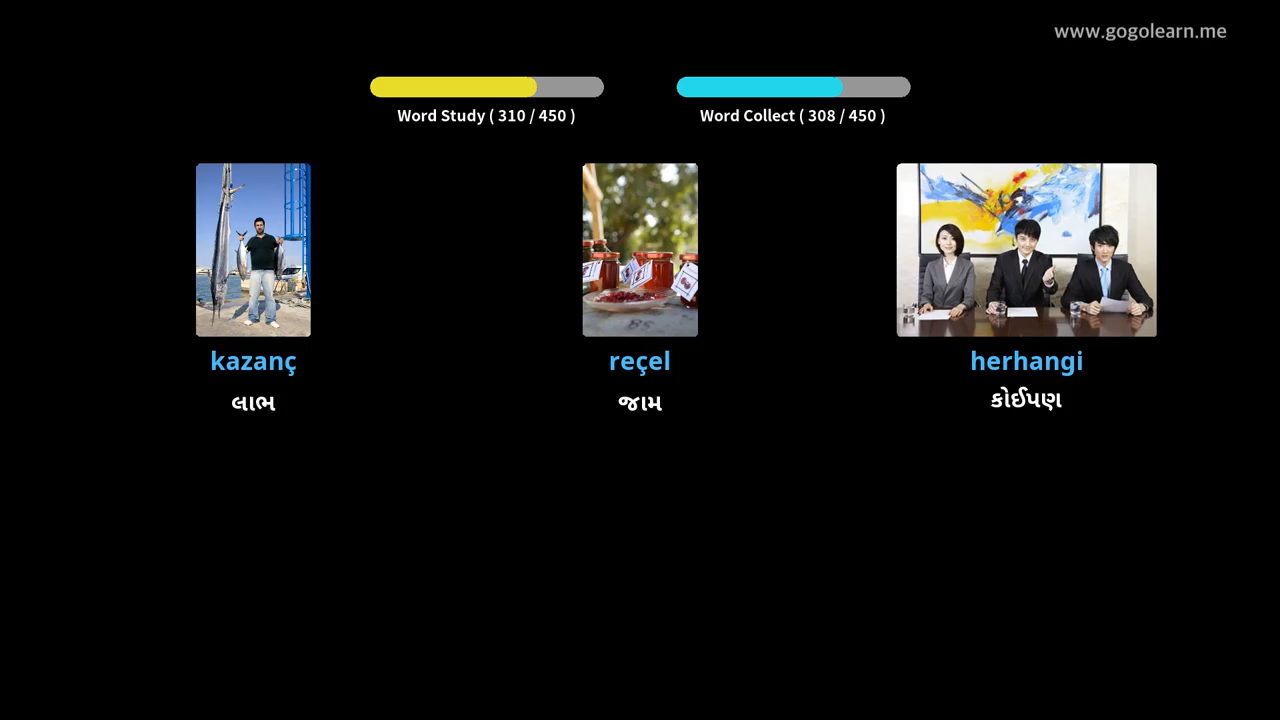 www.gogolearn.me
Word Study ( 310 / 450 )
Word Collect ( 308 / 450 )
kazanç
reçel
herhangi
લાભ
જામ
કોઈપણ